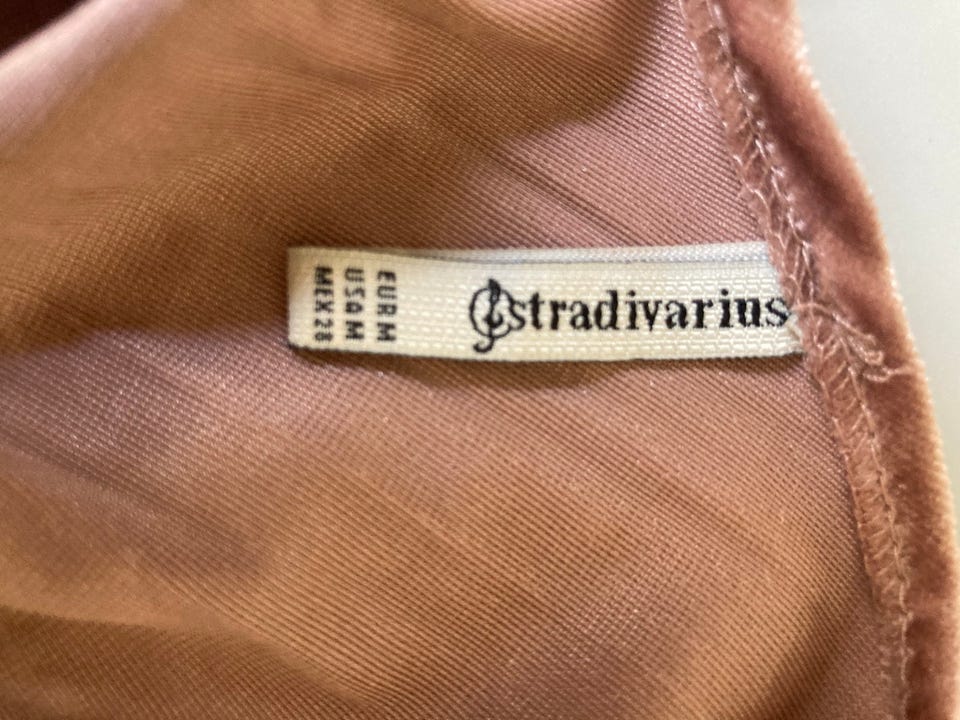 stradivarius
EUR M
USA M
MEX 28